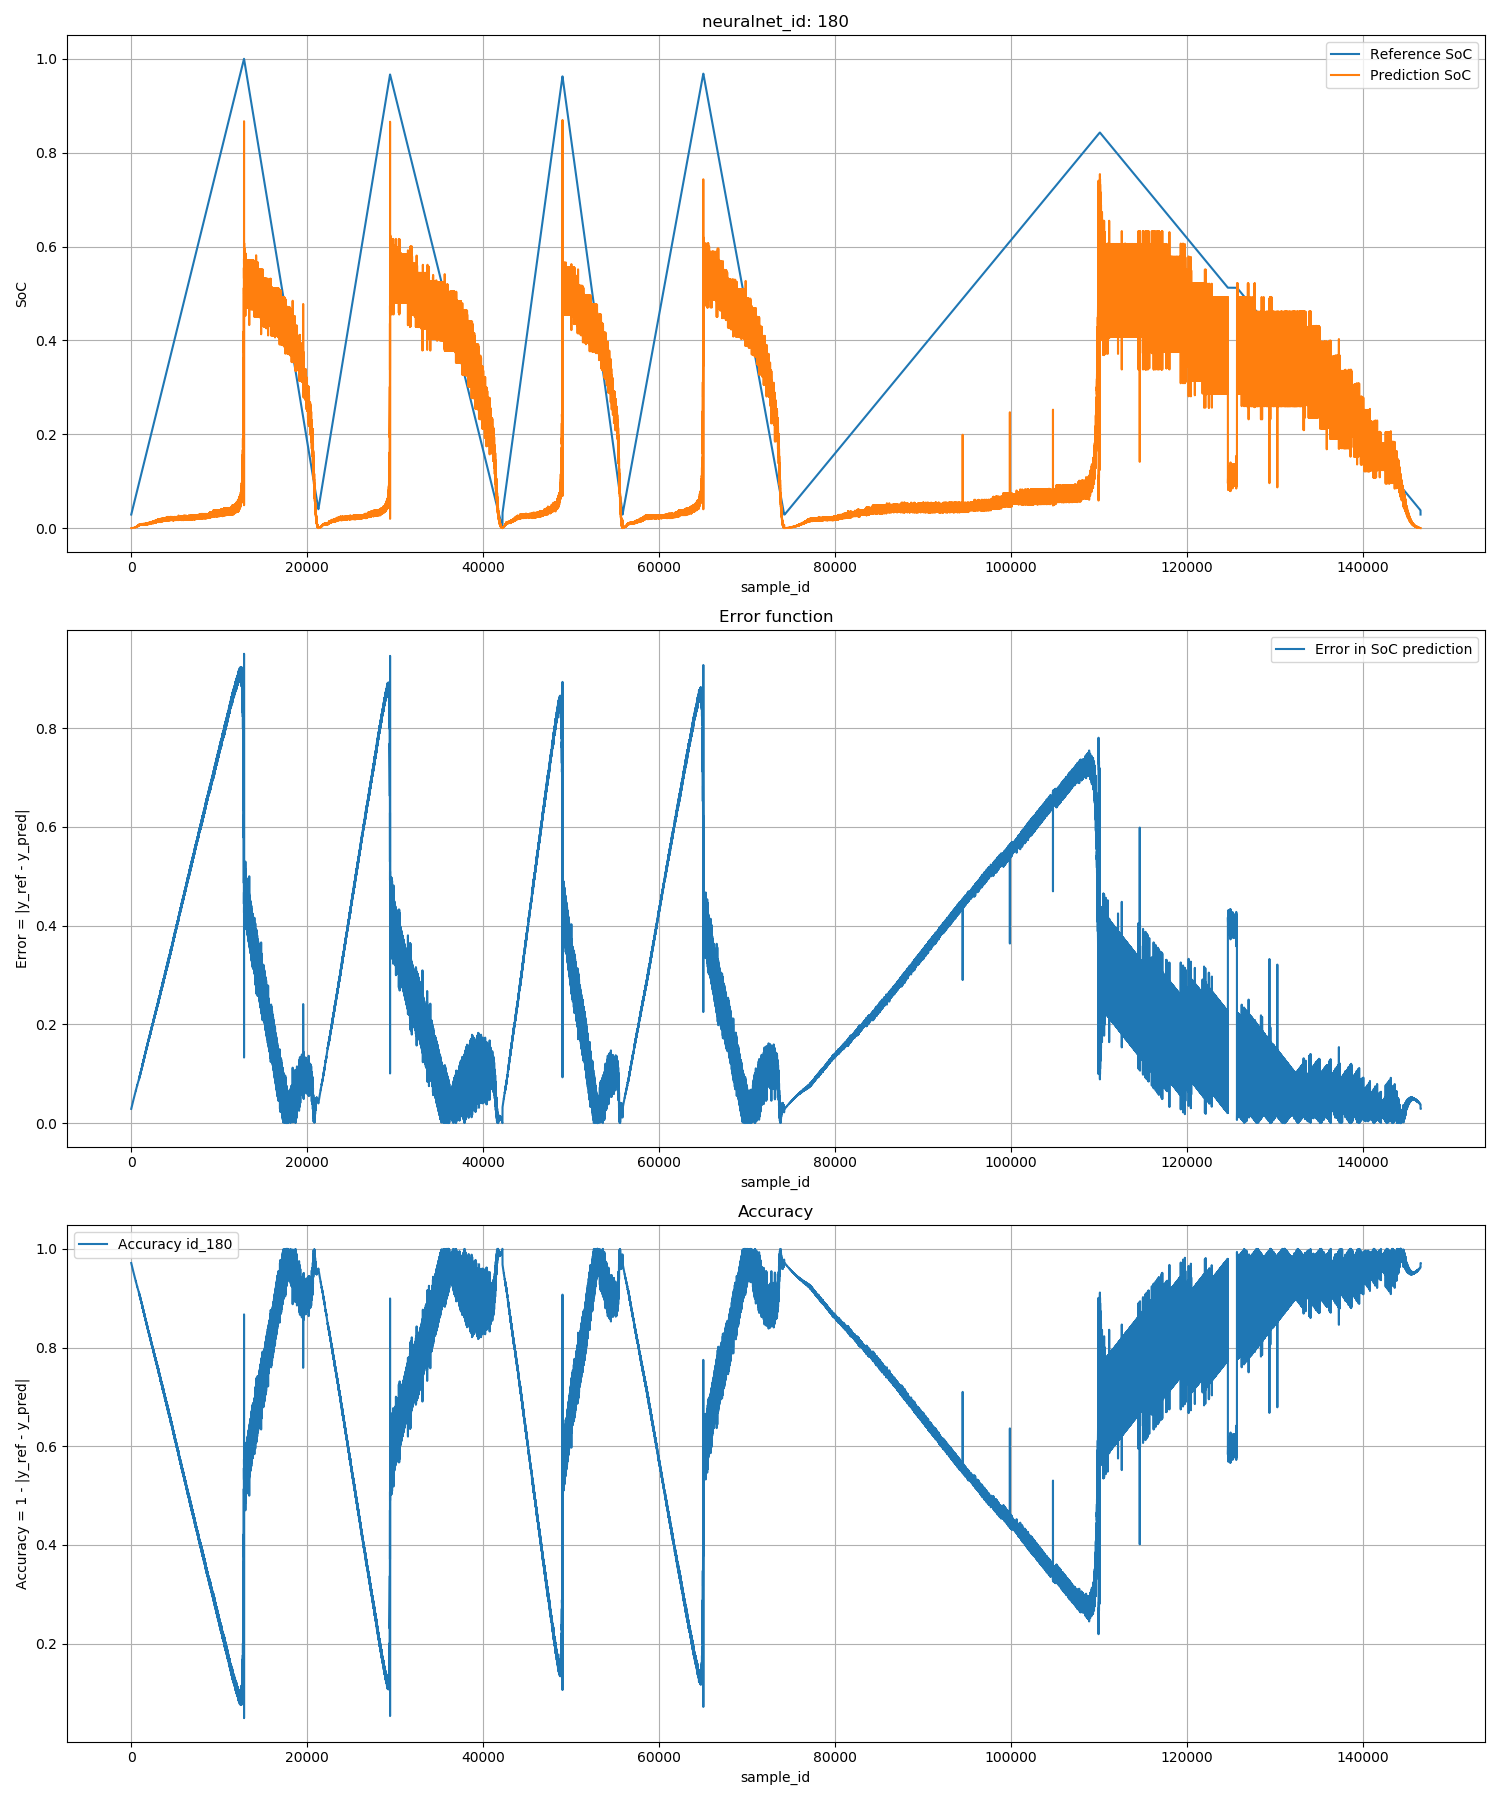 neuralnet_id: 180
Reference SoC
Prediction SoC
1.0
0.8
0.6
0.4
0.2
0.0
SoC
0 20000 40000 60000 80000 100000 120000 140000
sample_id
Error function
Error in SoC prediction
0.8
0.6
0.4
0.2
0.0
Error = |y_ref - y_pred|
0 20000 40000 60000 80000 100000 120000 140000
sample_id
Accuracy
Accuracy id_180
1.0
0.8
0.6
0.4
0.2
Accuracy = 1 - |y_ref - y_pred|
0 20000 40000 60000 80000 100000 120000 140000
sample_id